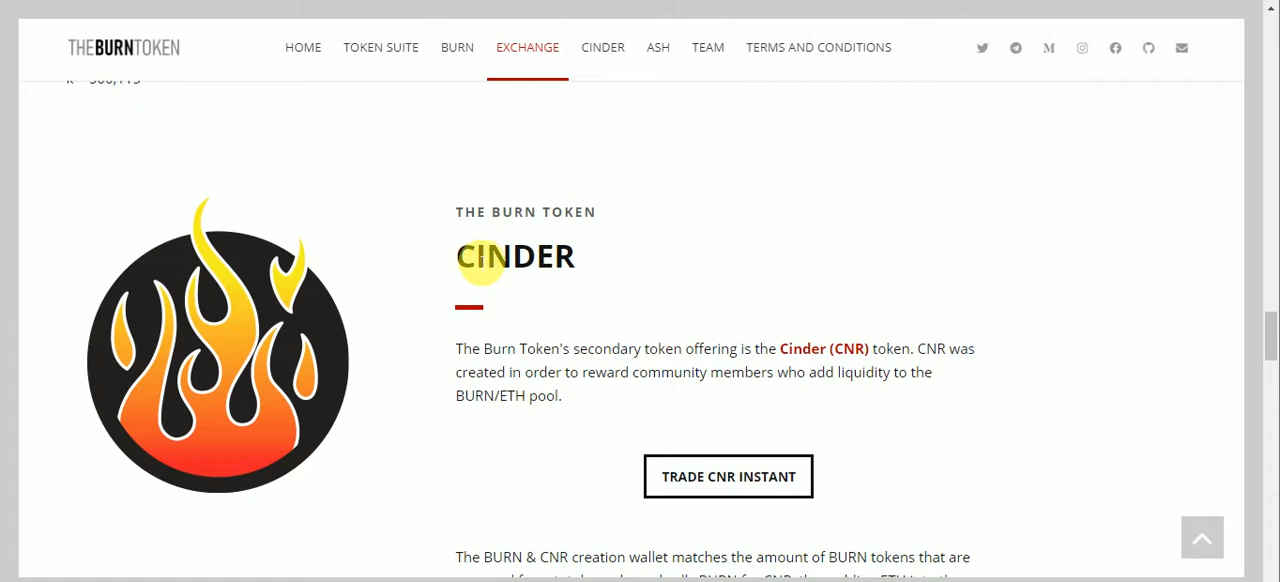 THEBURNTOKEN HOME TOKEN SUITE BURN EXCHANGE CINDER ASH TEAM TERMS AND CONDITIONS
THE BURN TOKEN
CINDER
The Burn Token's secondary token offering is the Cinder (CNR) token. CNR was
created in order to reward community members who add liquidity to the
BURN/ETH pool.
TRADE CNR INSTANT
The BURN & CNR creation wallet matches the amount of BURN tokens that are